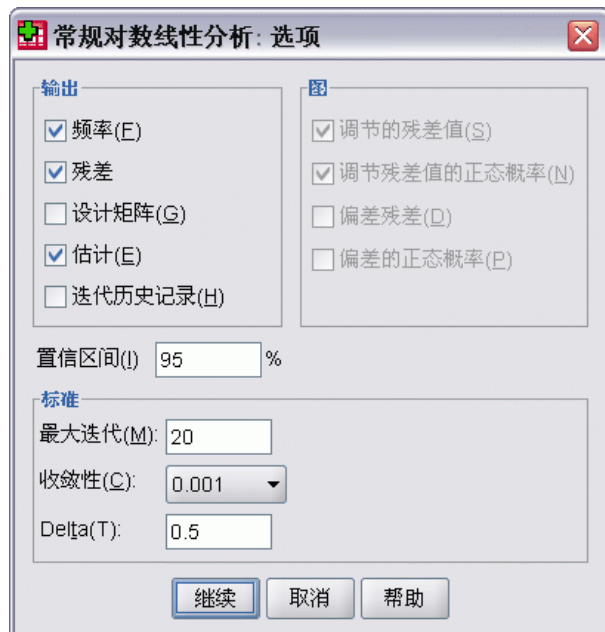 常规对数线性分析: 选项
输出
频率(F)
残差
设计矩阵(G)
估计(E)
迭代历史记录(H)
图
调节的残差值(S)
调节残差值的正态概率(N)
偏差残差(D)
偏差的正态概率(P)
置信区间(I) 95 %
标准
最大迭代(M): 20
收敛性(C): 0.001
Delta(T): 0.5
继续 取消 帮助